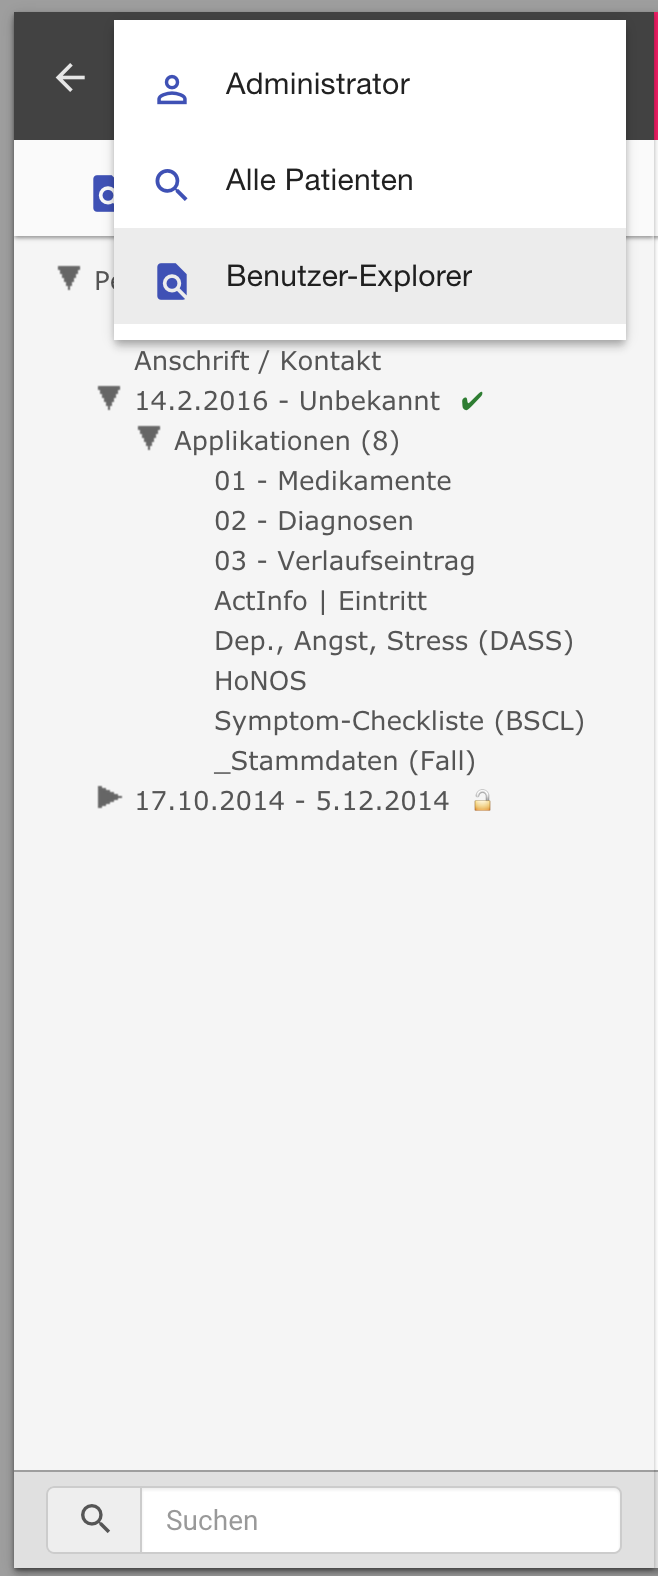 Administrator
Alle Patienten
Benutzer-Explorer
Anschrift / Kontakt
14.2.2016 - Unbekannt
Applikationen (8)
01 - Medikamente
02 - Diagnosen
03 - Verlaufseintrag
ActInfo | Eintritt
Dep., Angst, Stress (DASS)
HoNOS
Symptom-Checkliste (BSCL)
_Stammdaten (Fall)
17.10.2014 - 5.12.2014
Suchen